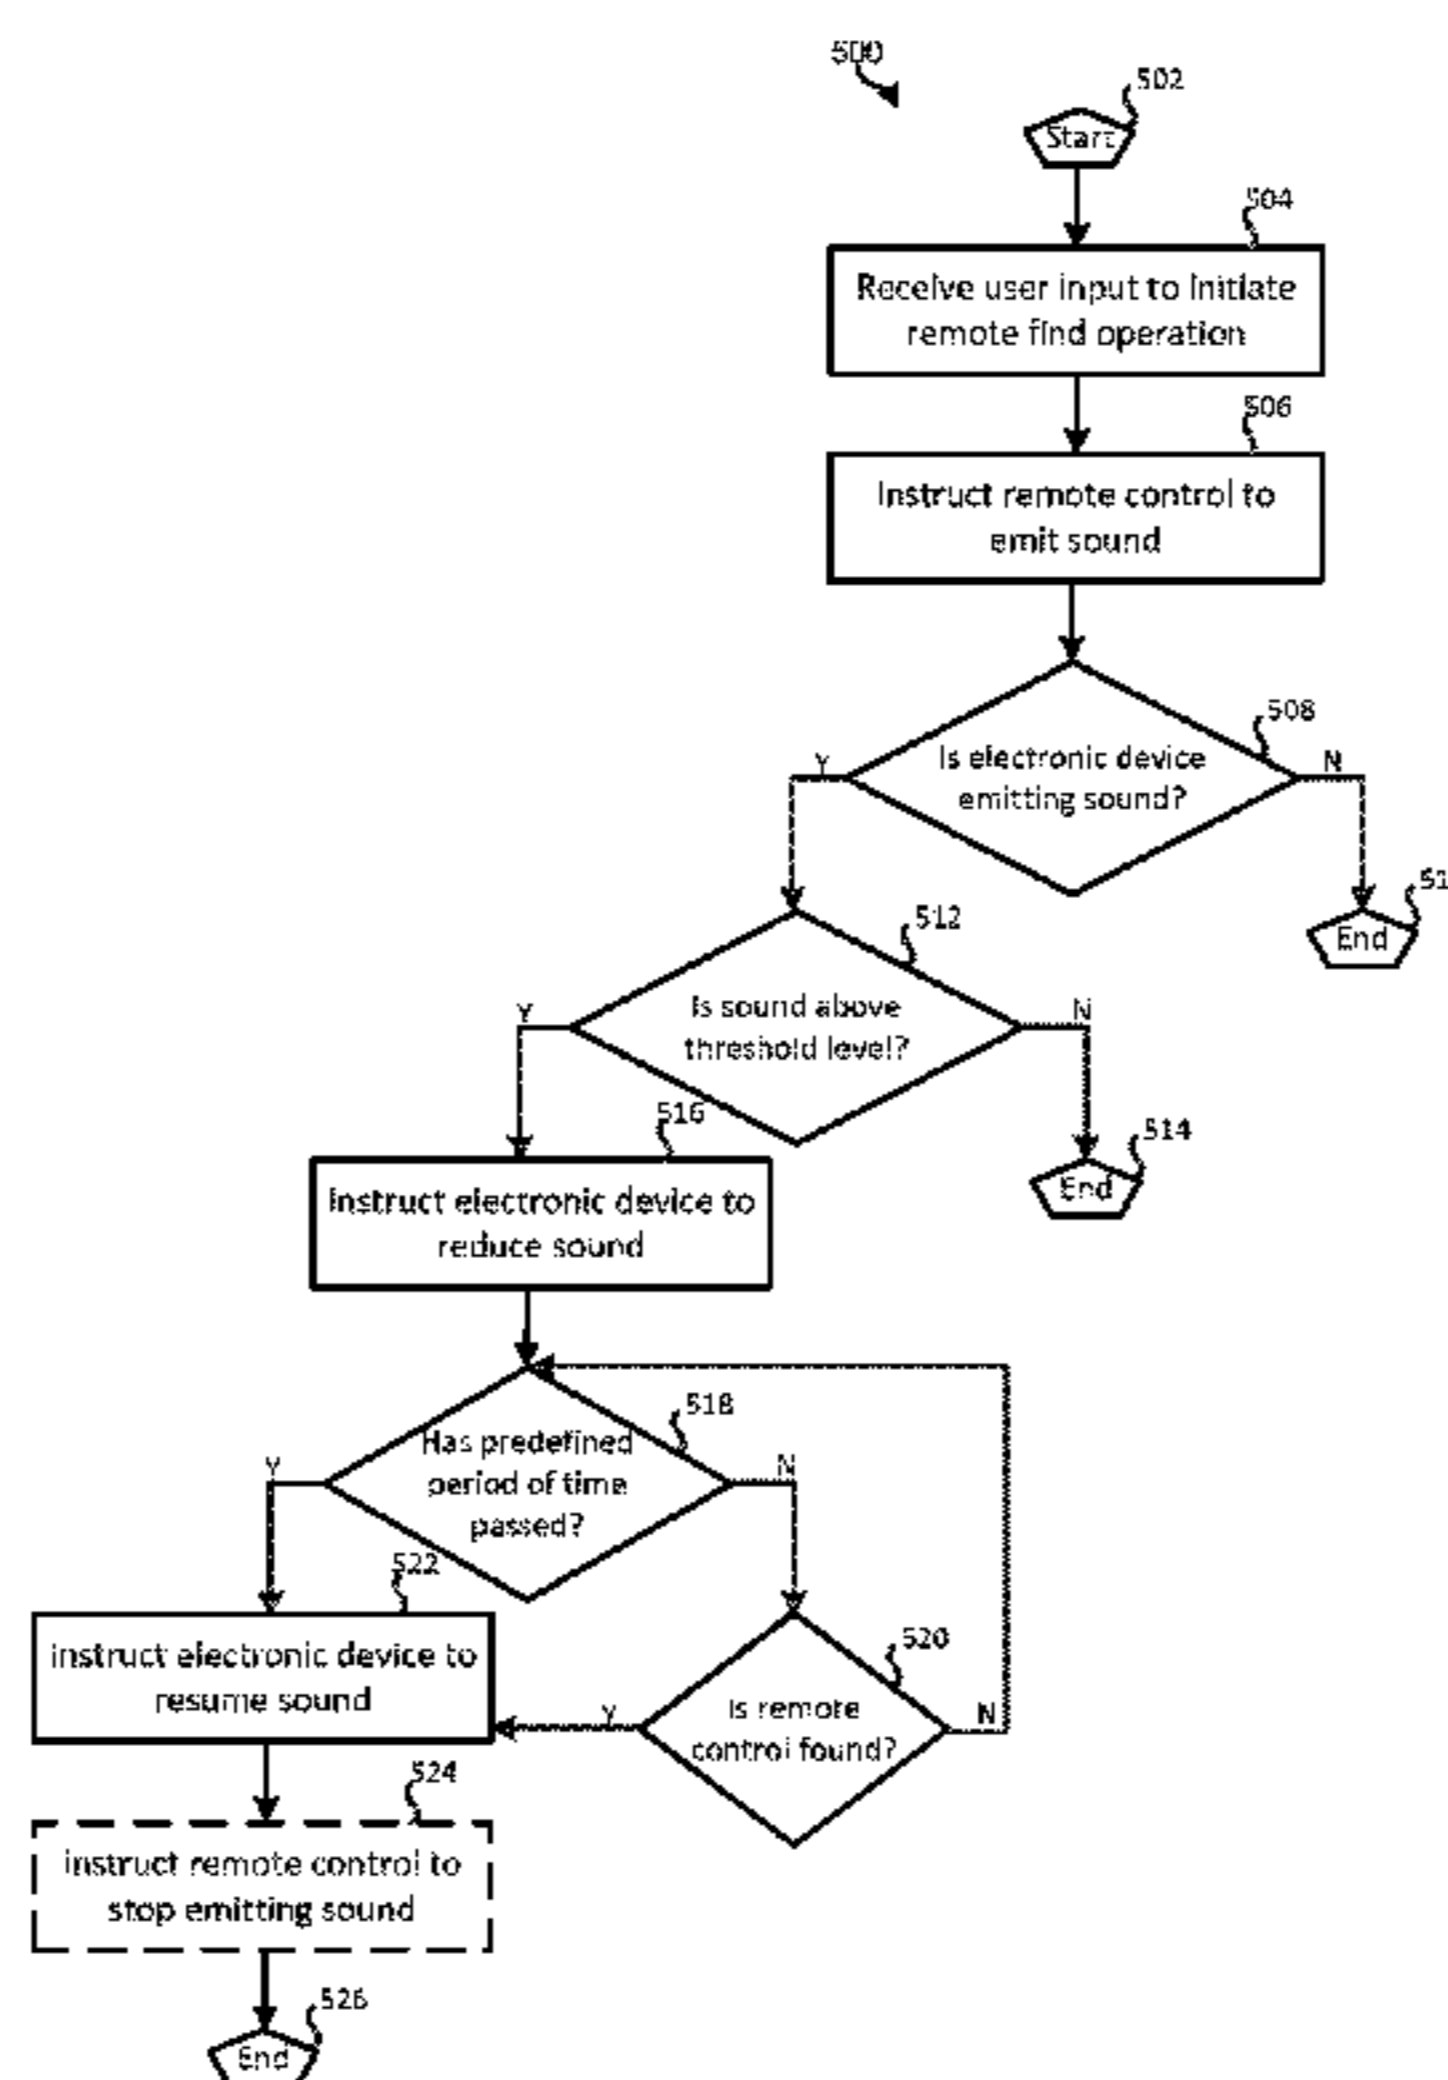 500
502
Start
504
Receive user input to initiate
remote find operation
506
Instruct remote control to
emit sound
508
Is electronic device
emitting sound?
Y
N
51
End
512
Is sound above
threshold level?
Y
N
514
End
516
Instruct electronic device to
reduce sound
518
Has predefined
period of time
passed?
Y
N
522
instruct electronic device to
resume sound
520
Is remote
control found?
Y
N
524
instruct remote control to
stop emitting sound
526
End